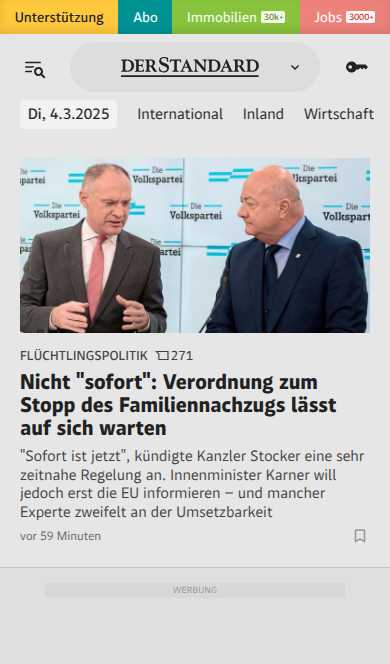 Unterstützung Abo Immobilien 30k+ Jobs 3000+
DERSTANDARD
Di, 4.3.2025 International Inland Wirtschaft
Die
Volkspartei
Die
Volkspartei
Die
Volkspartei
Die
Volkspartei
Die
Volkspartei
FLÜCHTLINGSPOLITIK 271
Nicht "sofort": Verordnung zum
Stopp des Familiennachzugs lässt
auf sich warten
"Sofort ist jetzt", kündigte Kanzler Stocker eine sehr
zeitnahe Regelung an. Innenminister Karner will
jedoch erst die EU informieren – und mancher
Experte zweifelt an der Umsetzbarkeit
vor 59 Minuten
WERBUNG